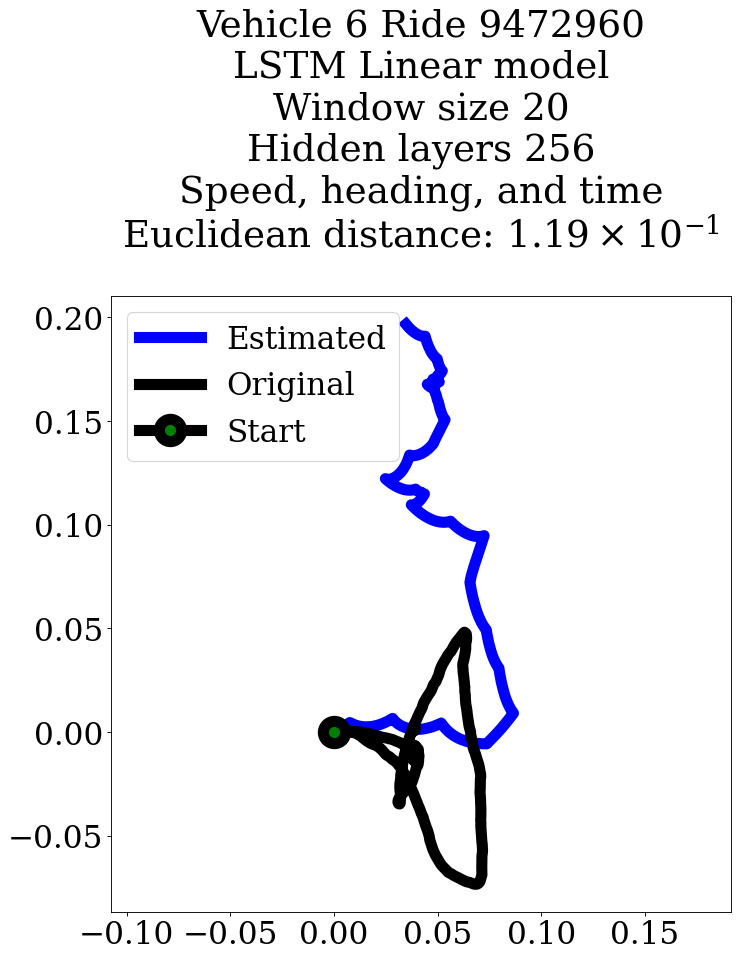 Vehicle 6 Ride 9472960
LSTM Linear model
Window size 20
Hidden layers 256
Speed, heading, and time
Euclidean distance: 1.19 × 10⁻¹
Estimated
Original
Start
0.20
0.15
0.10
0.05
0.00
−0.05
−0.10 −0.05 0.00 0.05 0.10 0.15